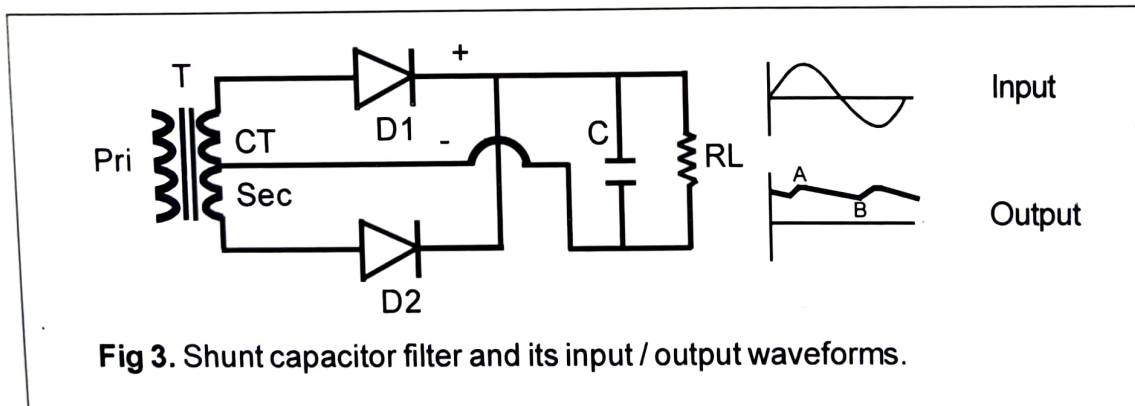 T
+
Input
D1
-
C
Pri
CT
RL
Sec
A
B
Output
D2
Fig 3. Shunt capacitor filter and its input / output waveforms.